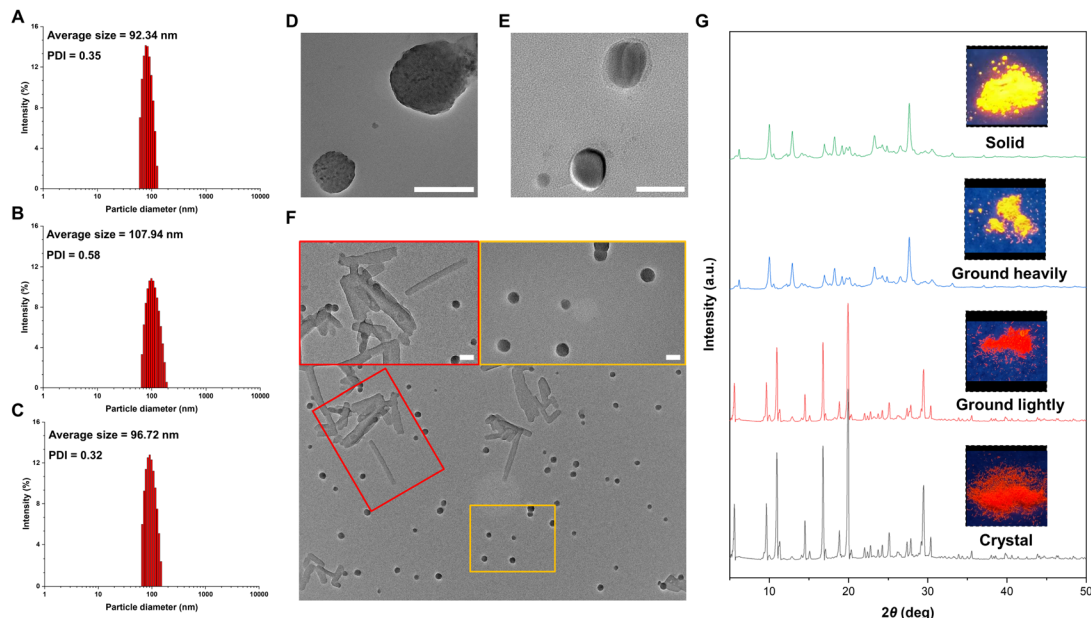 A
Average size = 92.34 nm
PDI = 0.35
Intensity (%)
16
12
8
4
0
1
10
100
1000
10000
Particle diameter (nm)
B
Average size = 107.94 nm
PDI = 0.58
Intensity (%)
16
12
8
4
0
1
10
100
1000
10000
Particle diameter (nm)
C
Average size = 96.72 nm
PDI = 0.32
Intensity (%)
16
12
8
4
0
1
10
100
1000
10000
Particle diameter (nm)
D
E
F
G
Solid
Ground heavily
Ground lightly
Crystal
Intensity (a.u.)
10
20
30
40
50
2θ (deg)